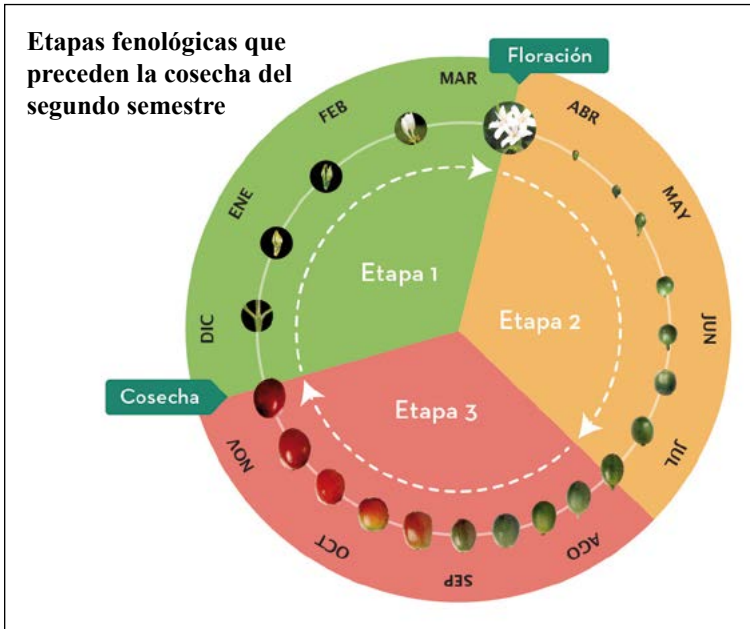 Etapas fenológicas que
preceden la cosecha del
segundo semestre
Floración
MAR
ABR
FEB
MAY
ENE
Etapa 1
Etapa 2
DIC
JUN
Cosecha
Etapa 3
NOV
JUL
OCT
AGO
SEP